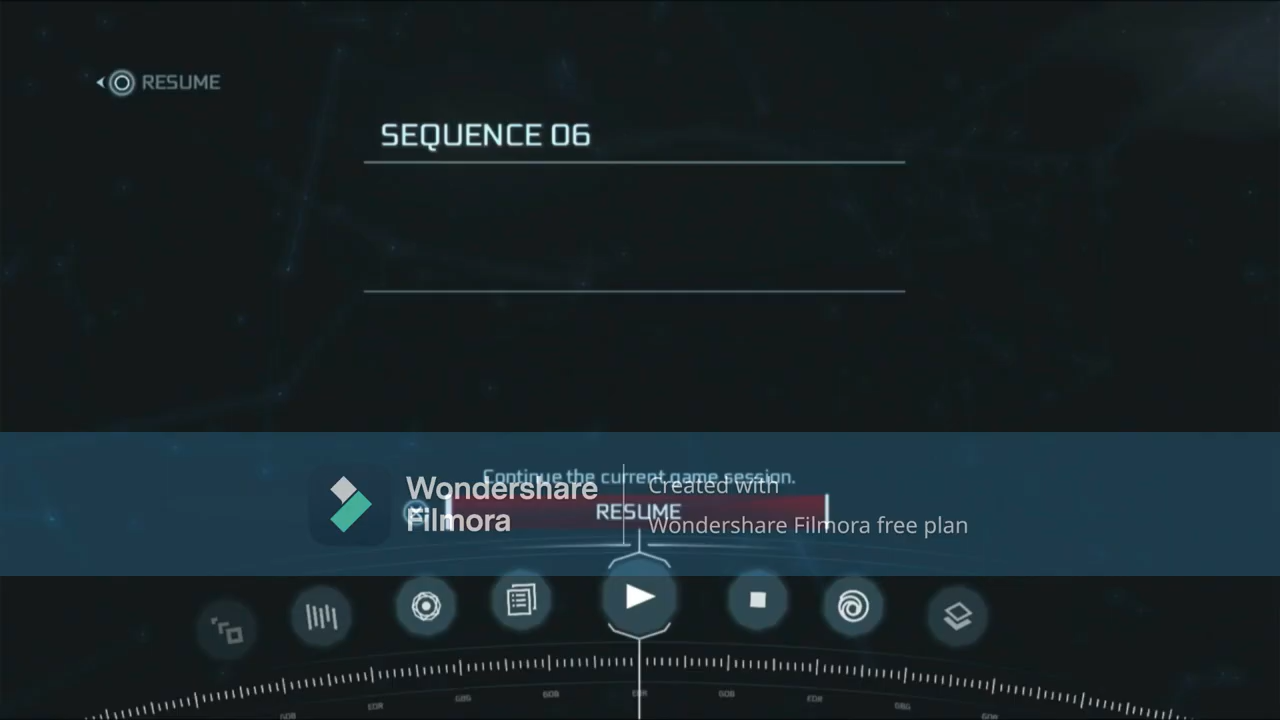 RESUME
SEQUENCE 06
Continue the current game session.
RESUME
Wondershare
Filmora
Created with
Wondershare Filmora free plan